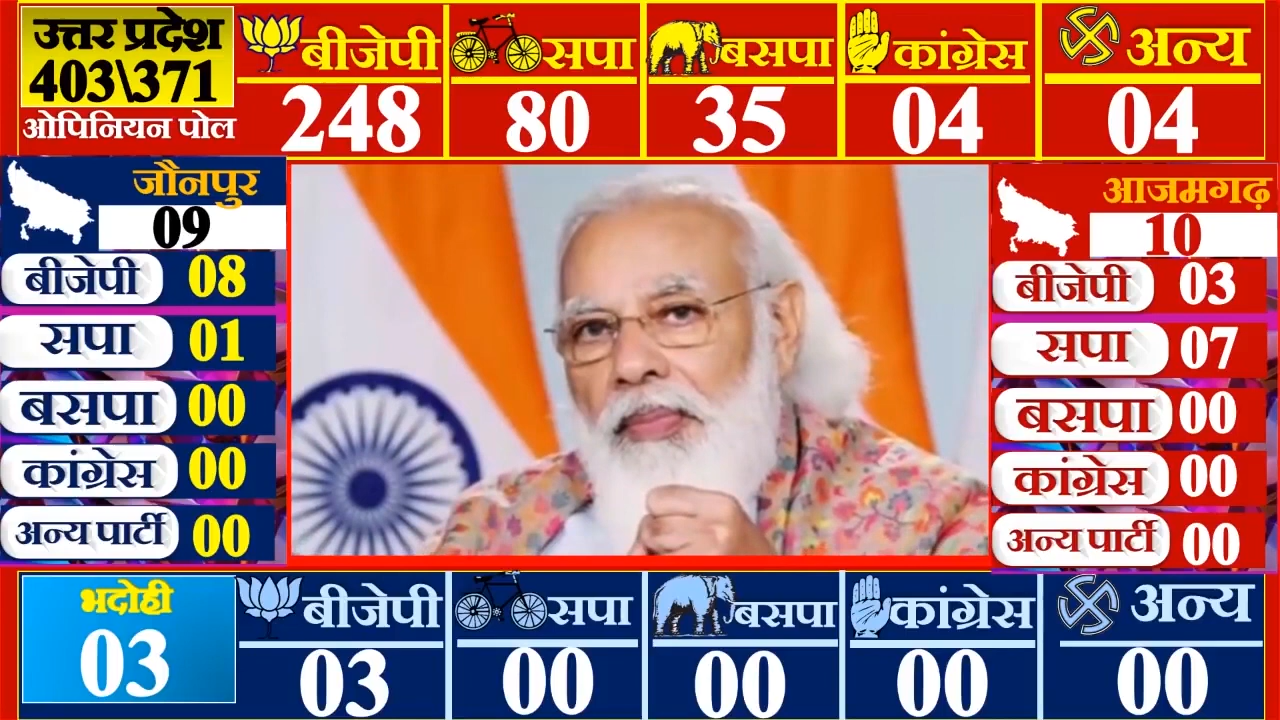 उत्तर प्रदेश
403\371
ओपिनियन पोल
बीजेपी
248
सपा
80
बसपा
35
कांग्रेस
04
अन्य
04
जौनपुर
09
बीजेपी 08
सपा 01
बसपा 00
कांग्रेस 00
अन्य पार्टी 00
आजमगढ़
10
बीजेपी 03
सपा 07
बसपा 00
कांग्रेस 00
अन्य पार्टी 00
भदोही
03
बीजेपी
03
सपा
00
बसपा
00
कांग्रेस
00
अन्य
00